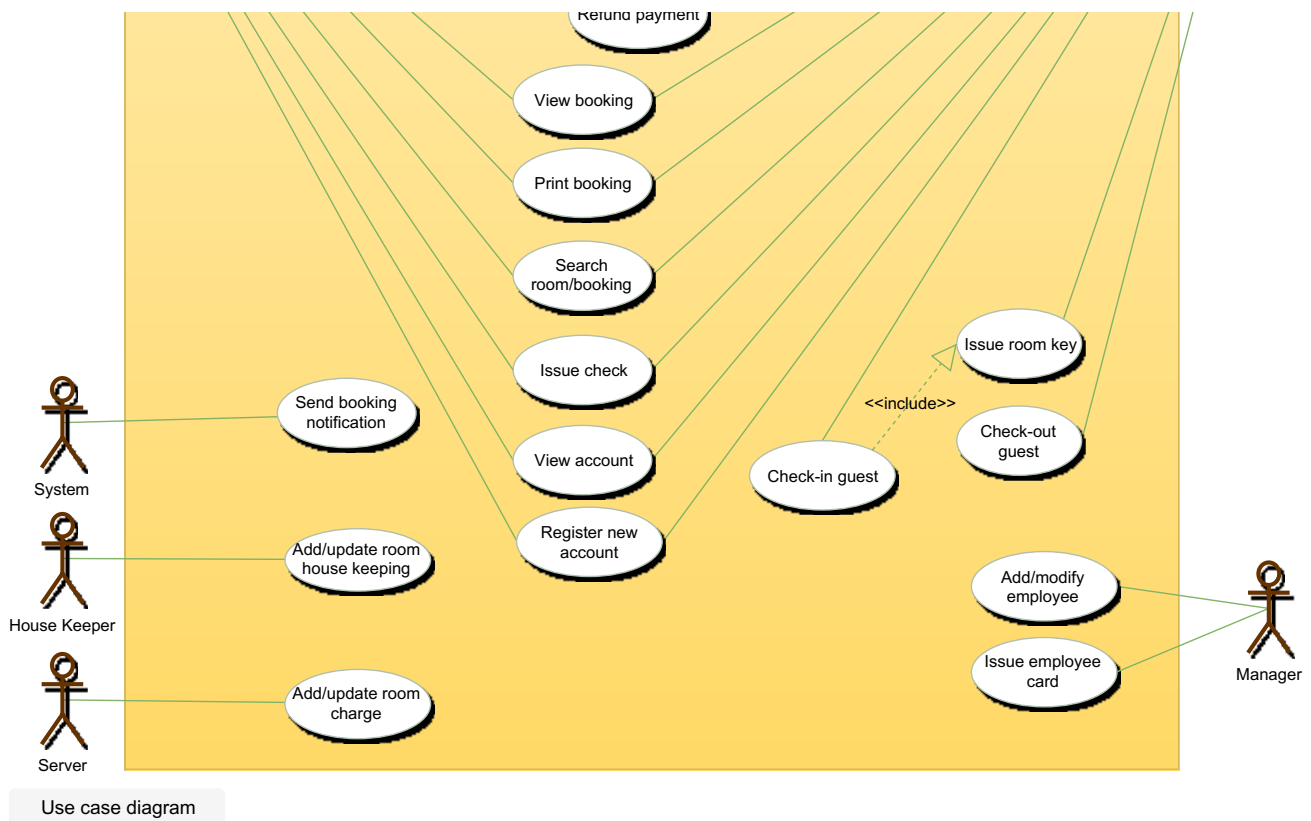 Refund payment
View booking
Print booking
Search
room/booking
Issue room key
Issue check
<<include>>
Send booking
notification
Check-out
guest
View account
Check-in guest
System
Register new
account
Add/update room
house keeping
Add/modify
employee
House Keeper
Issue employee
card
Manager
Add/update room
charge
Server
Use case diagram